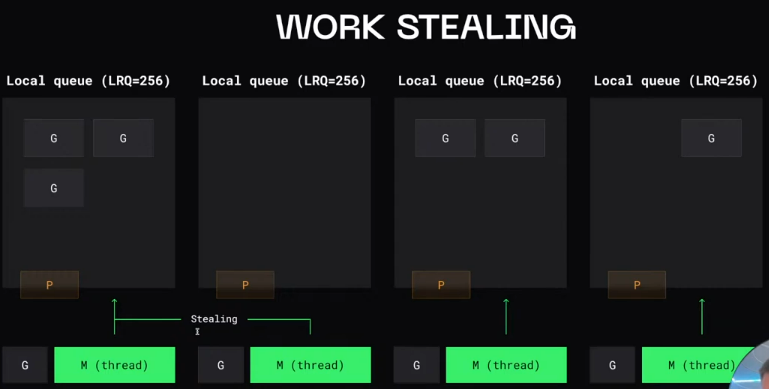 WORK STEALING
Local queue (LRQ=256) Local queue (LRQ=256) Local queue (LRQ=256) Local queue (LRQ=256)
G G G G G
G
P P P P
Stealing
G M (thread) G M (thread) G M (thread) G M (thread)